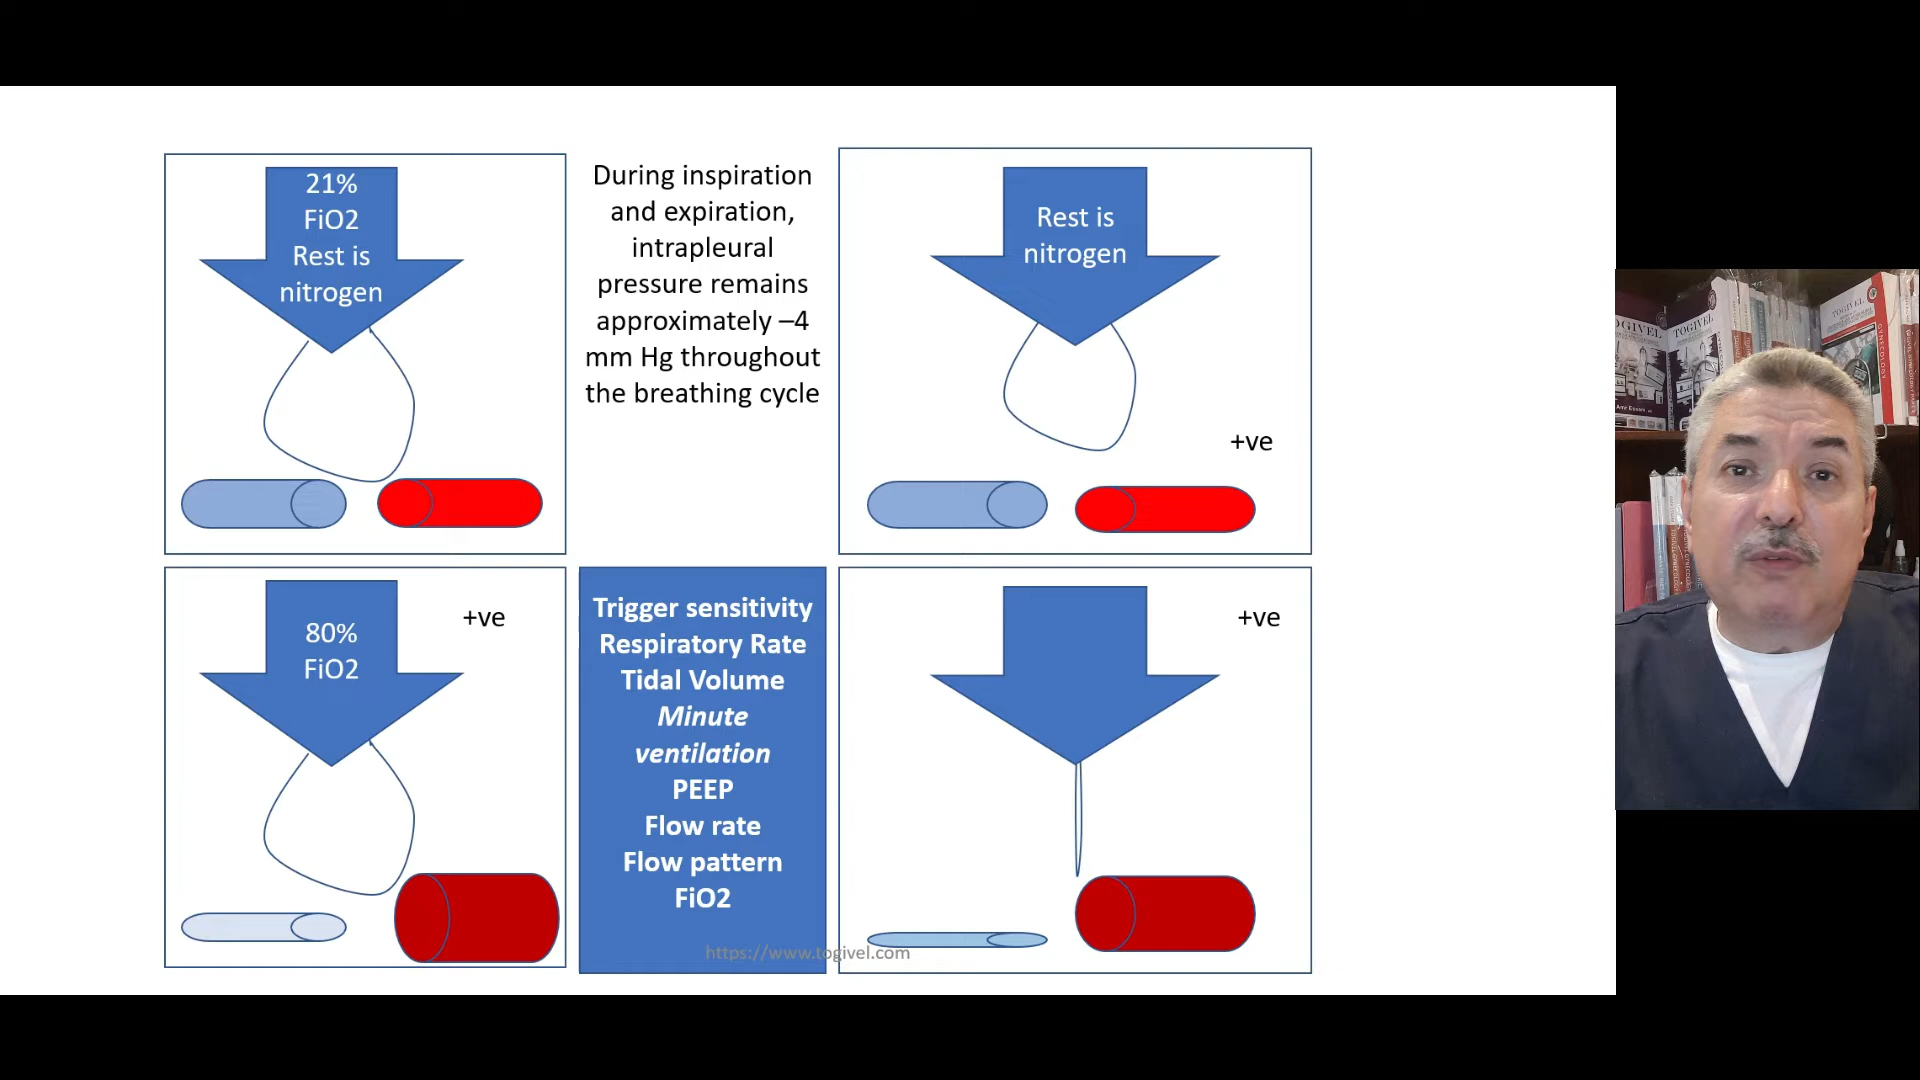 21%
FiO2
Rest is
nitrogen
During inspiration
and expiration,
intrapleural
pressure remains
approximately –4
mm Hg throughout
the breathing cycle
Rest is
nitrogen
+ve
80%
FiO2
+ve
Trigger sensitivity
Respiratory Rate
Tidal Volume
Minute
ventilation
PEEP
Flow rate
Flow pattern
FiO2
+ve
https://www.togivel.com
TOGIVEL
GYNECOLOGY